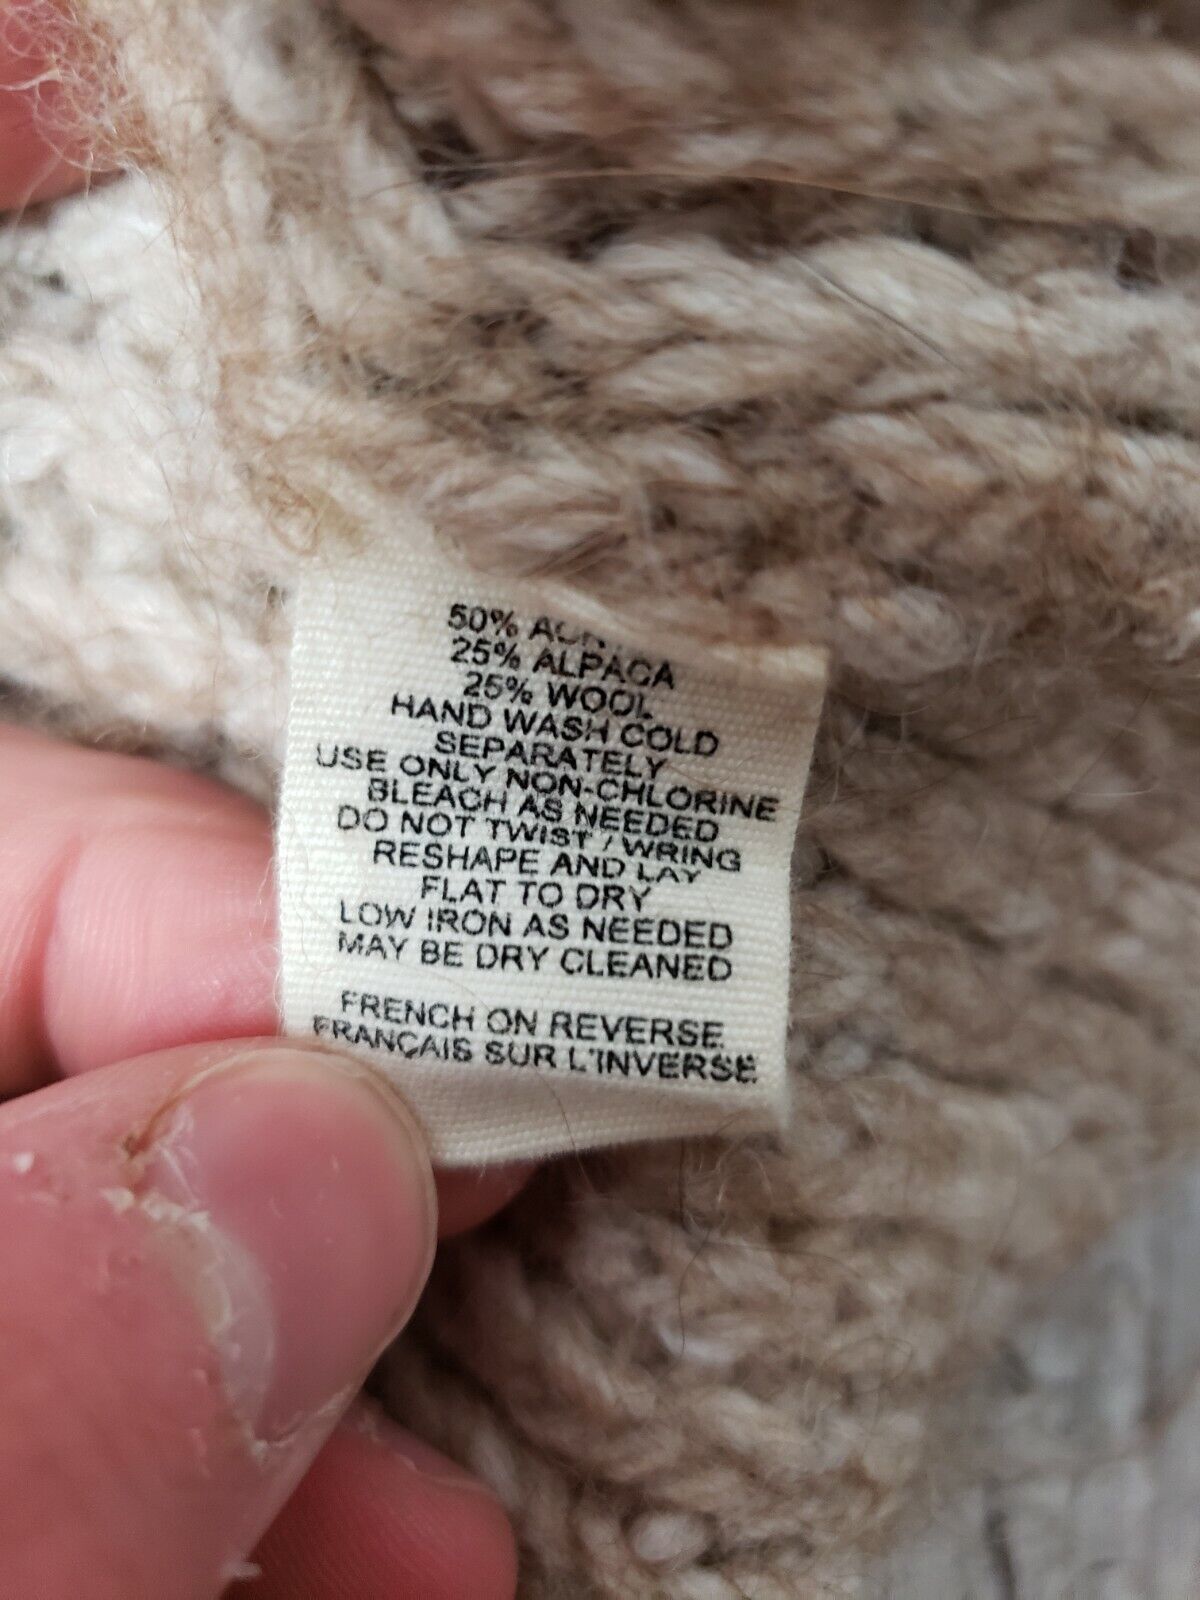 50%
25% ALPACA
25% WOOL
HAND WASH COLD
SEPARATELY
USE ONLY NON-CHLORINE
BLEACH AS NEEDED
DO NOT TWIST / WRING
RESHAPE AND LAY
FLAT TO DRY
LOW IRON AS NEEDED
MAY BE DRY CLEANED
FRENCH ON REVERSE
FRANÇAIS SUR L'INVERSE